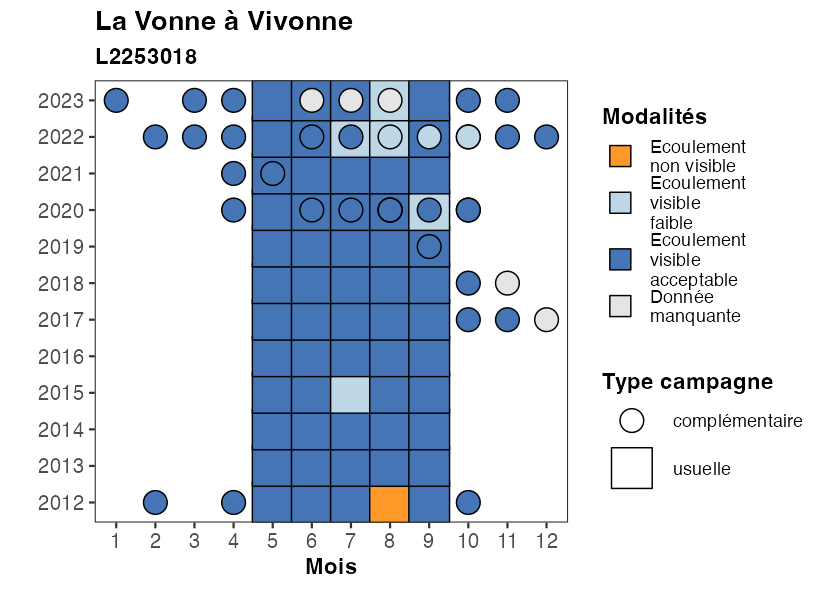 La Vonne à Vivonne
L2253018
2023
2022
2021
2020
2019
2018
2017
2016
2015
2014
2013
2012
1 2 3 4 5 6 7 8 9 10 11 12
Mois
Modalités
Ecoulement
non visible
Ecoulement
visible
faible
Ecoulement
visible
acceptable
Donnée
manquante
Type campagne
complémentaire
usuelle